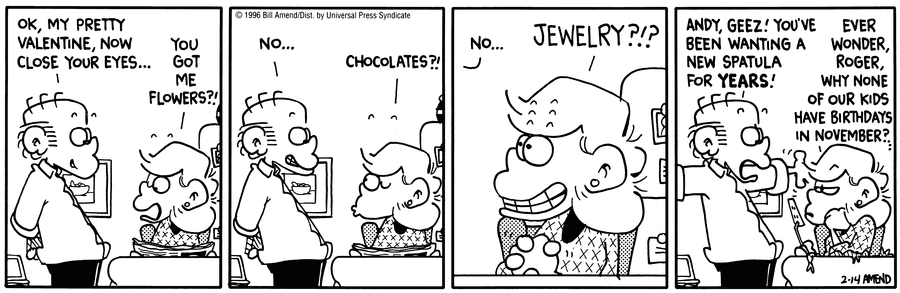 OK, MY PRETTY
VALENTINE, NOW
CLOSE YOUR EYES...
YOU
GOT
ME
FLOWERS?!
© 1996 Bill Amend/Dist. by Universal Press Syndicate
NO...
CHOCOLATES?!
NO...
JEWELRY?!?
ANDY, GEEZ! YOU'VE
BEEN WANTING A
NEW SPATULA
FOR YEARS!
EVER
WONDER,
ROGER,
WHY NONE
OF OUR KIDS
HAVE BIRTHDAYS
IN NOVEMBER?...
2-14 AMEND